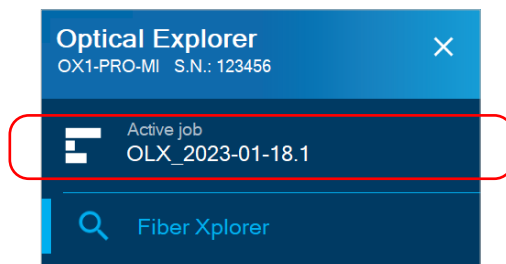 Optical Explorer
OX1-PRO-MI S.N.: 123456
Active job
OLX_2023-01-18.1
Fiber Xplorer